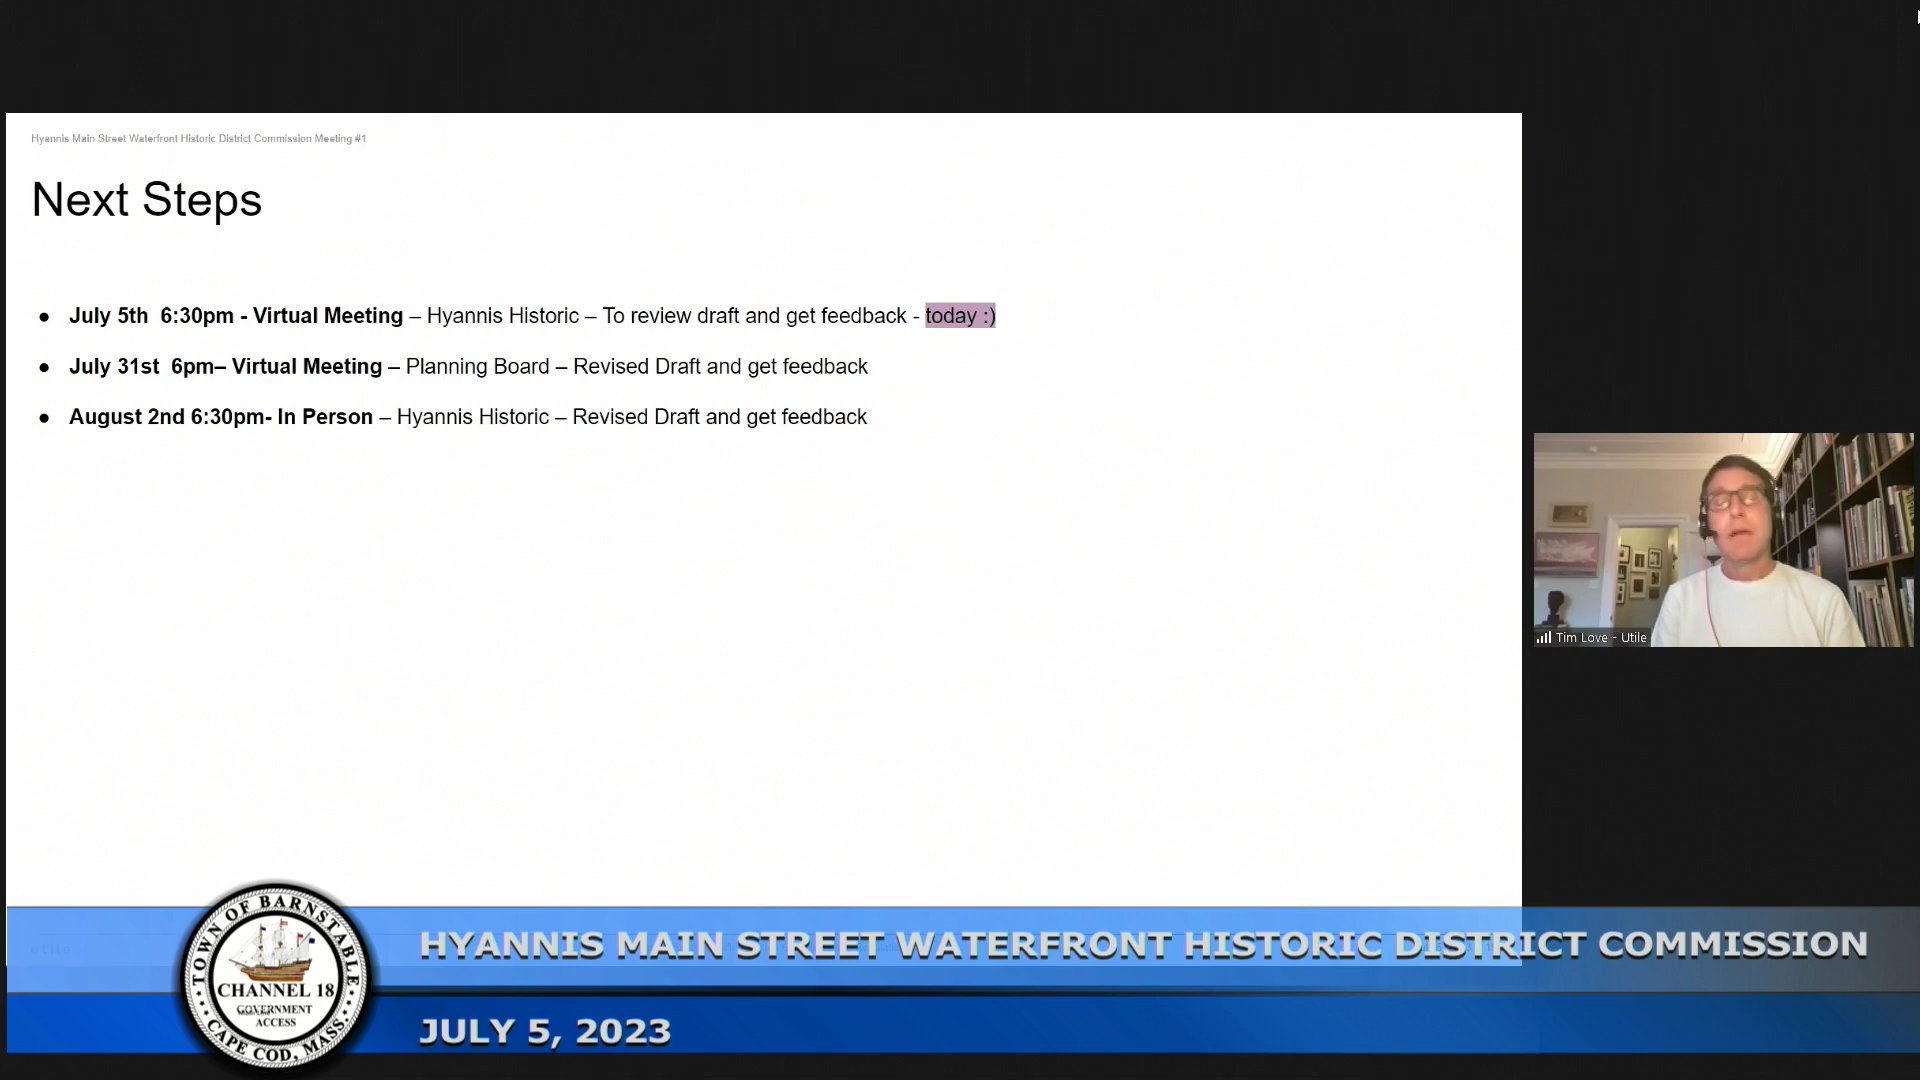 Hyannis Main Street Waterfront Historic District Commission Meeting #1
Next Steps
● July 5th 6:30pm - Virtual Meeting – Hyannis Historic – To review draft and get feedback - today :)
● July 31st 6pm– Virtual Meeting – Planning Board – Revised Draft and get feedback
● August 2nd 6:30pm- In Person – Hyannis Historic – Revised Draft and get feedback
Tim Love - Utile
utile
HYANNIS MAIN STREET WATERFRONT HISTORIC DISTRICT COMMISSION
JULY 5, 2023
TOWN OF BARNSTABLE
CHANNEL 18
GOVERNMENT
ACCESS
CAPE COD, MASS.